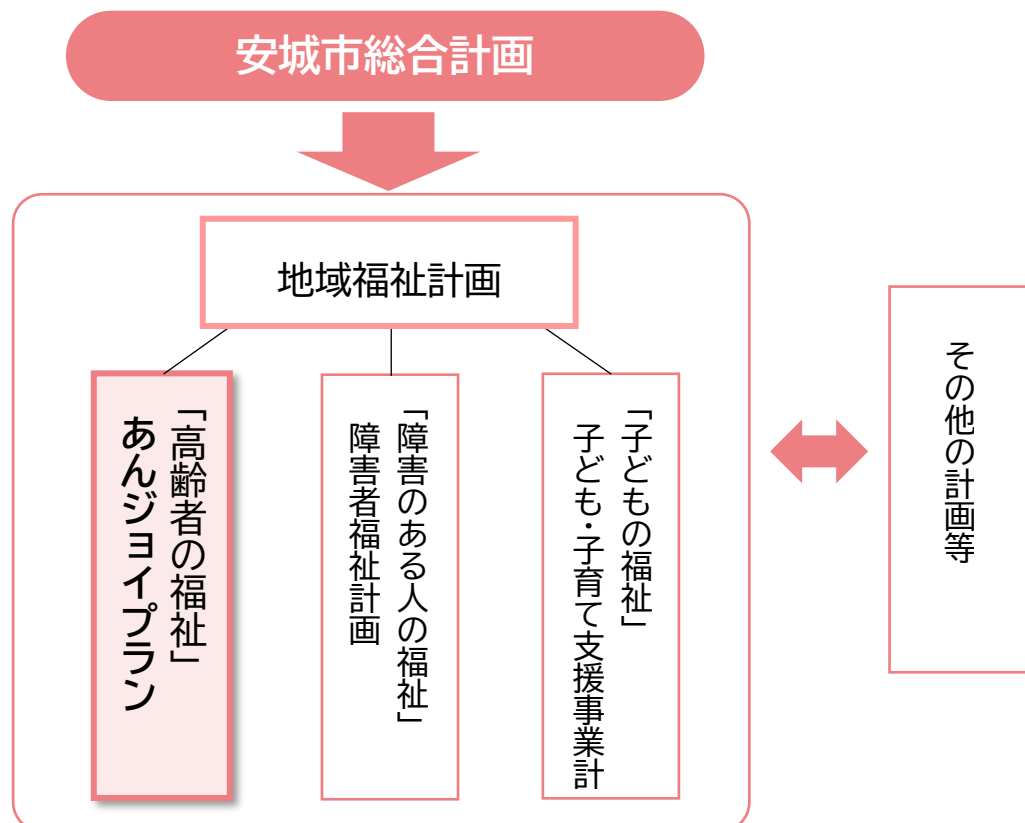 安城市総合計画
地域福祉計画
「高齢者の福祉」
あんジョイプラン
「障害のある人の福祉」
障害者福祉計画
「子どもの福祉」
子ども・子育て支援事業計
その他の計画等